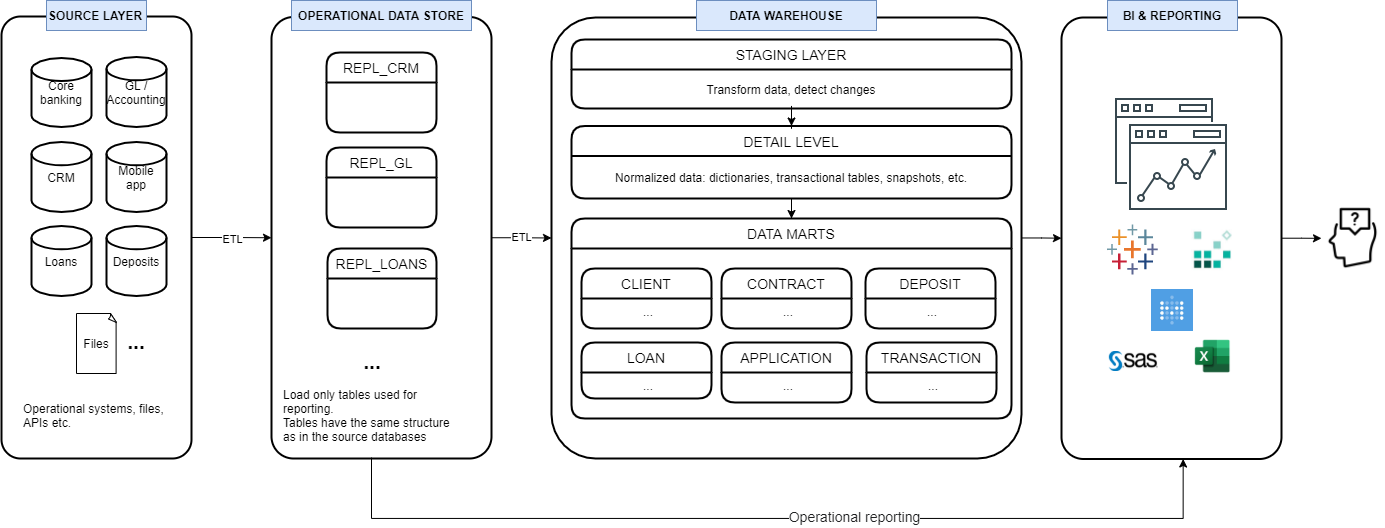 SOURCE LAYER
Core
banking
GL /
Accounting
CRM
Mobile
app
Loans
Deposits
Files
...
Operational systems, files,
APIs etc.
ETL
OPERATIONAL DATA STORE
REPL_CRM
REPL_GL
REPL_LOANS
...
Load only tables used for
reporting.
Tables have the same structure
as in the source databases
ETL
DATA WAREHOUSE
STAGING LAYER
Transform data, detect changes
DETAIL LEVEL
Normalized data: dictionaries, transactional tables, snapshots, etc.
DATA MARTS
CLIENT
...
CONTRACT
...
DEPOSIT
...
LOAN
...
APPLICATION
...
TRANSACTION
...
BI & REPORTING
sas
X
?
Operational reporting